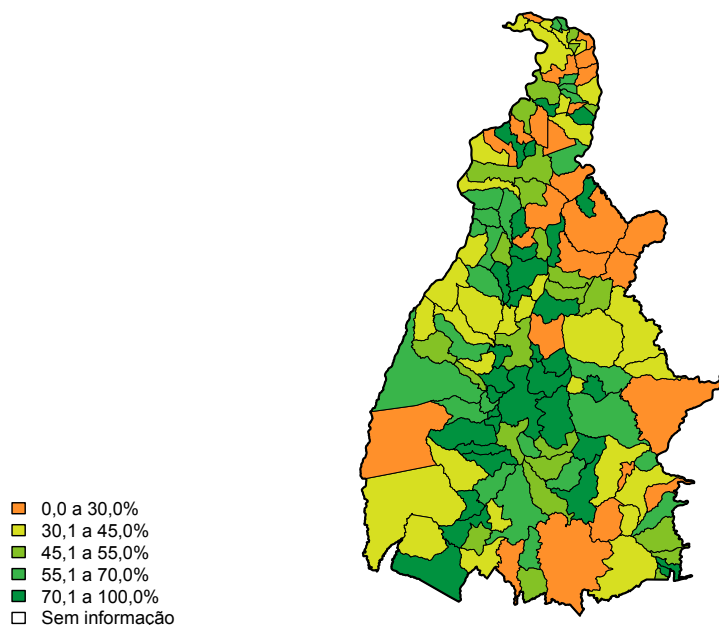 0,0 a 30,0%
30,1 a 45,0%
45,1 a 55,0%
55,1 a 70,0%
70,1 a 100,0%
Sem informação